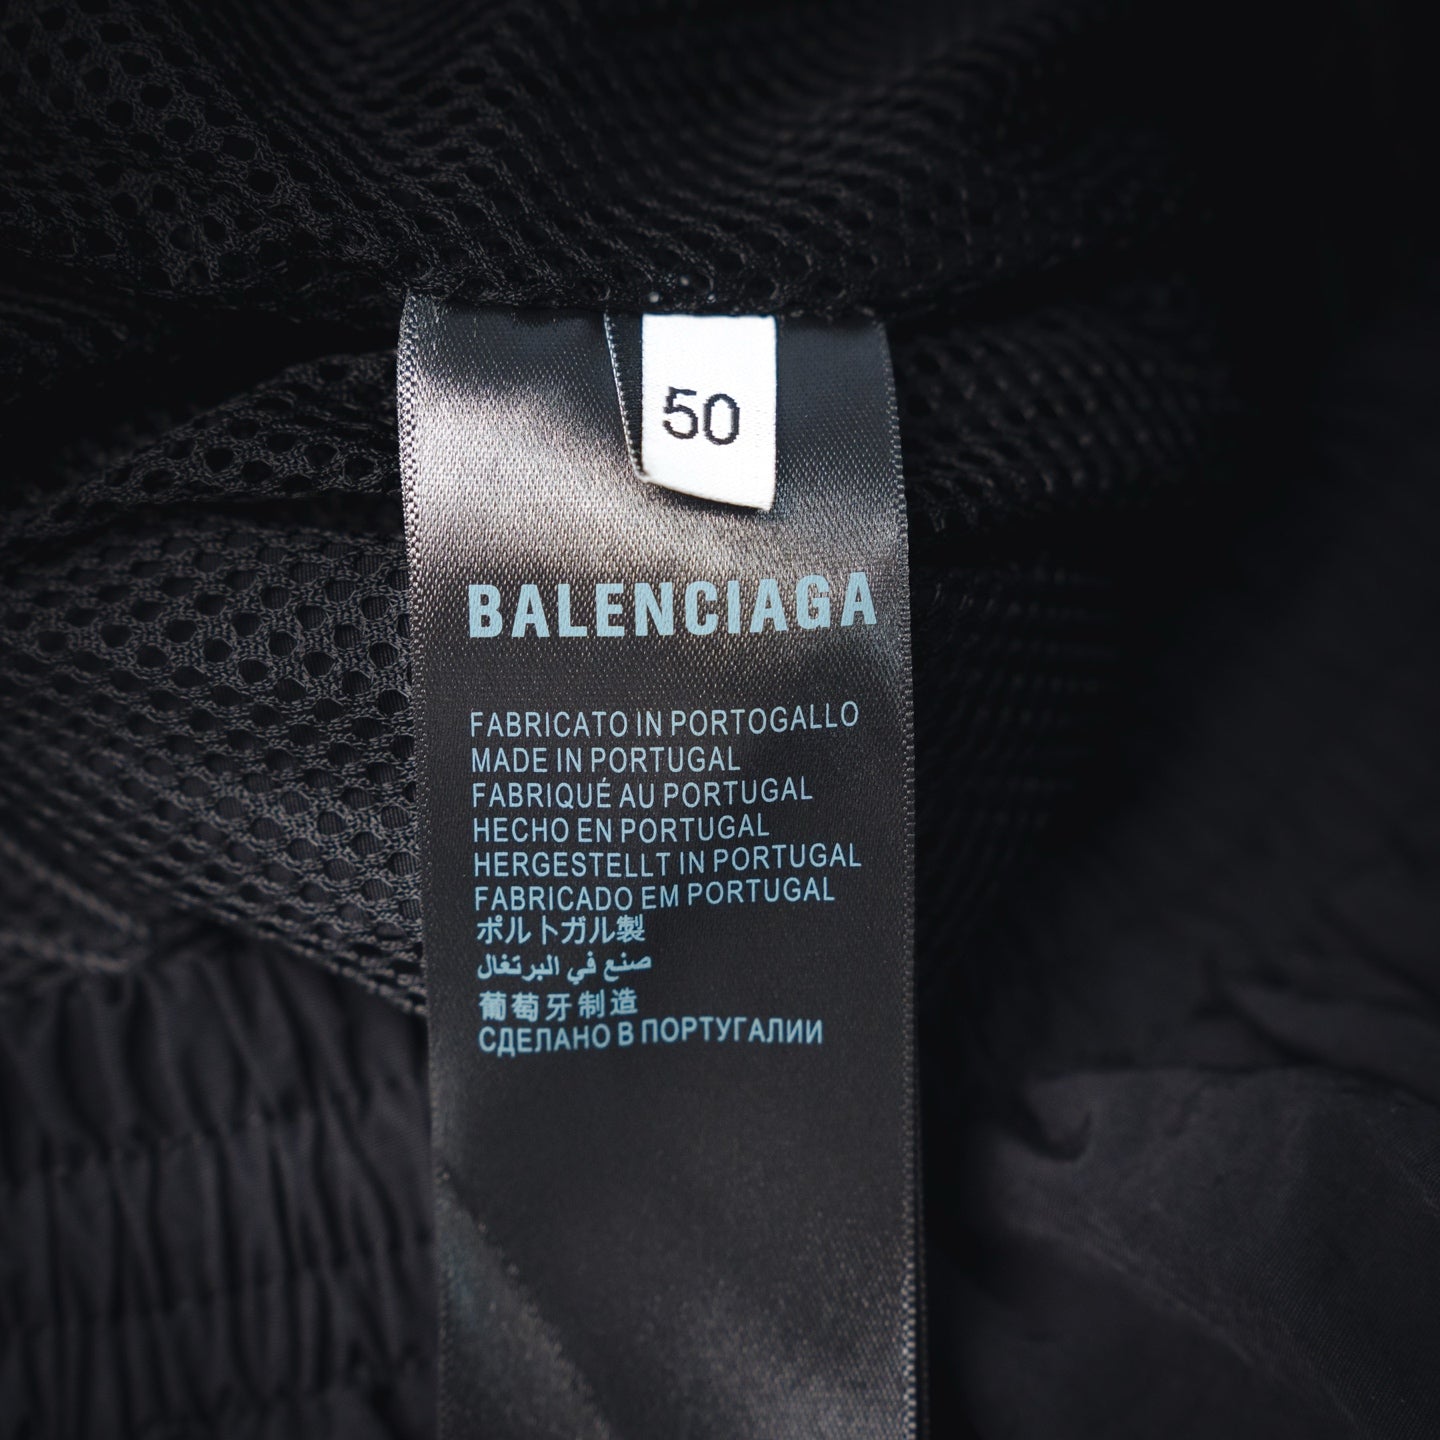 50
BALENCIAGA
FABRICATO IN PORTOGALLO
MADE IN PORTUGAL
FABRIQUÉ AU PORTUGAL
HECHO EN PORTUGAL
HERGESTELLT IN PORTUGAL
FABRICADO EM PORTUGAL
ポルトガル製
صنع في البرتغال
葡萄牙制造
СДЕЛАНО В ПОРТУГАЛИИ